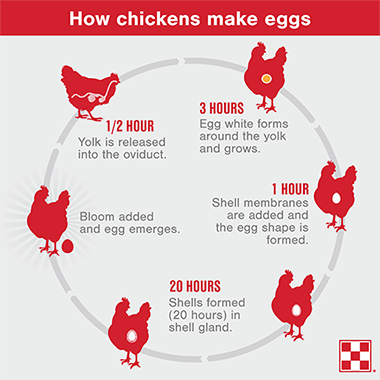 How chickens make eggs
1/2 HOUR
Yolk is released
into the oviduct.
3 HOURS
Egg white forms
around the yolk
and grows.
1 HOUR
Shell membranes
are added and
the egg shape is
formed.
20 HOURS
Shells formed
(20 hours) in
shell gland.
Bloom added
and egg emerges.